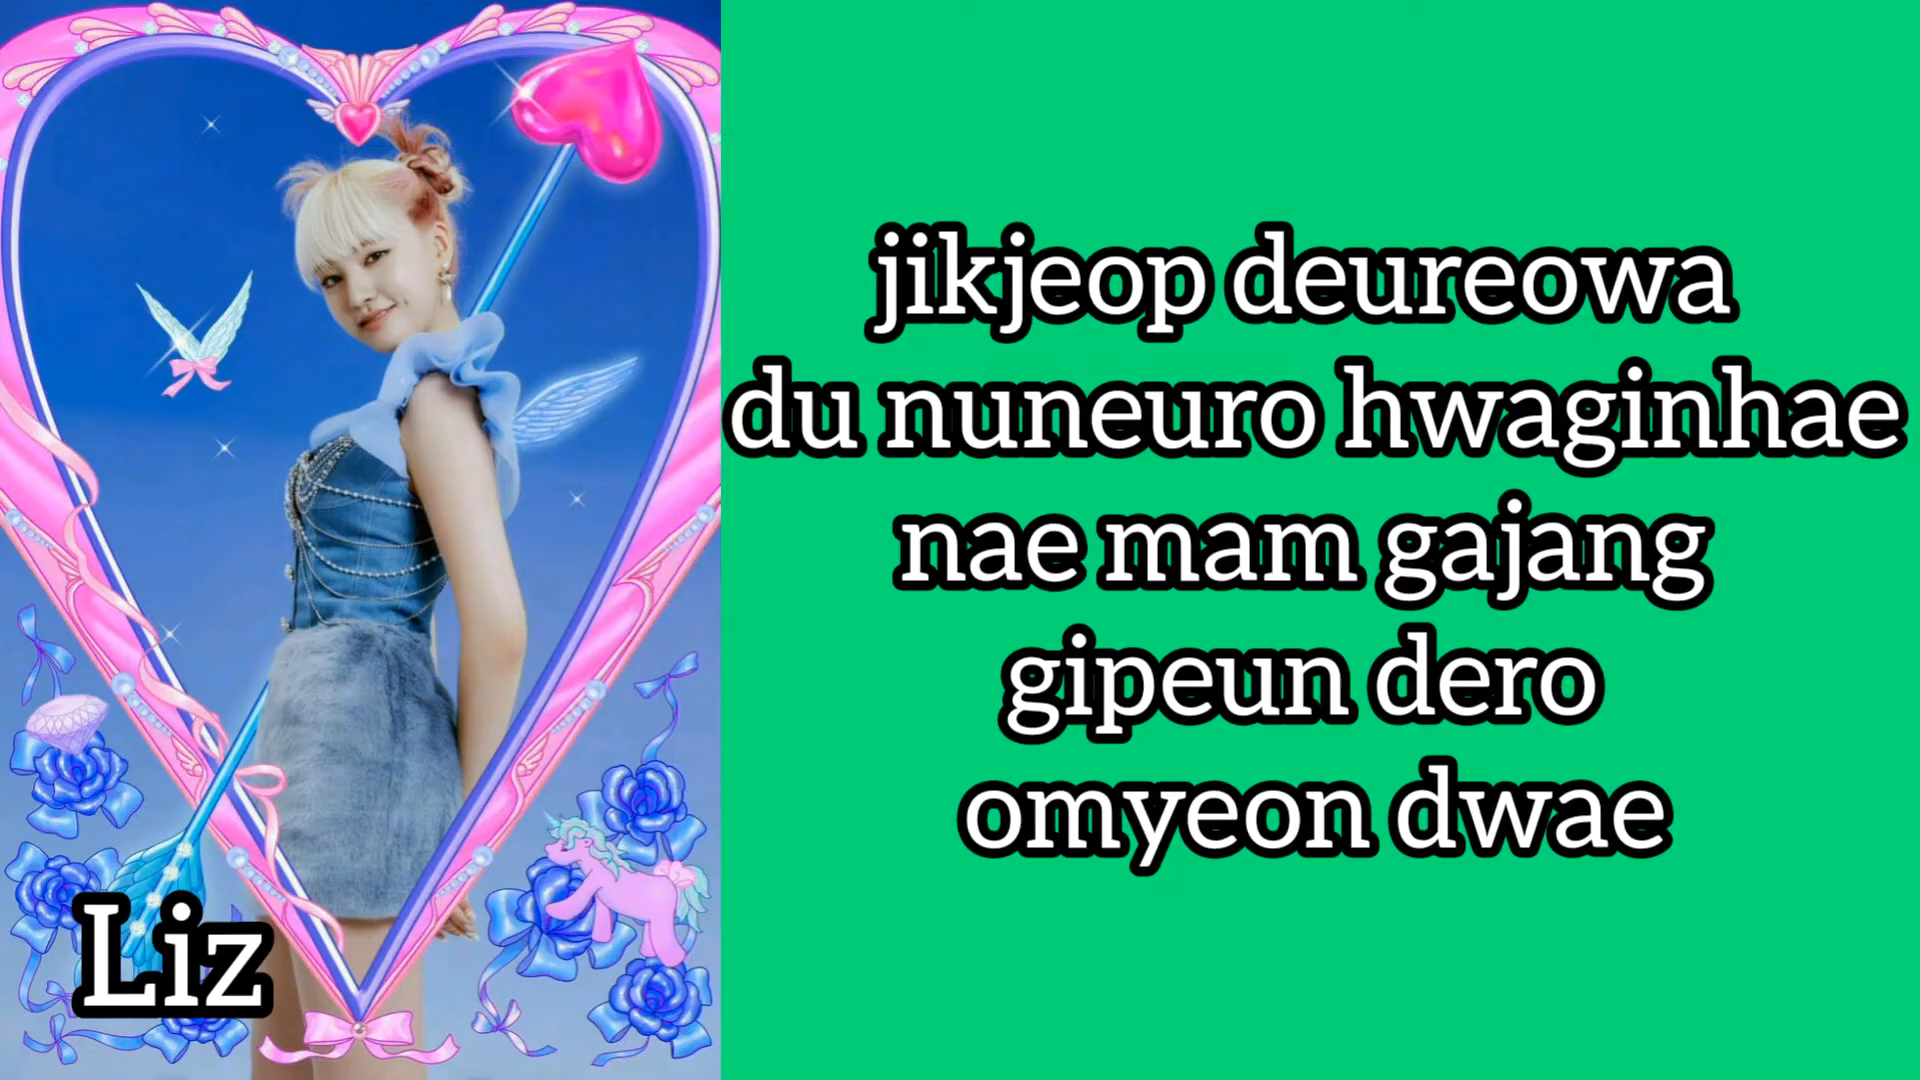 jikjeop deureowa
du nuneuro hwaginhae
nae mam gajang
gipeun dero
omyeon dwae
Liz